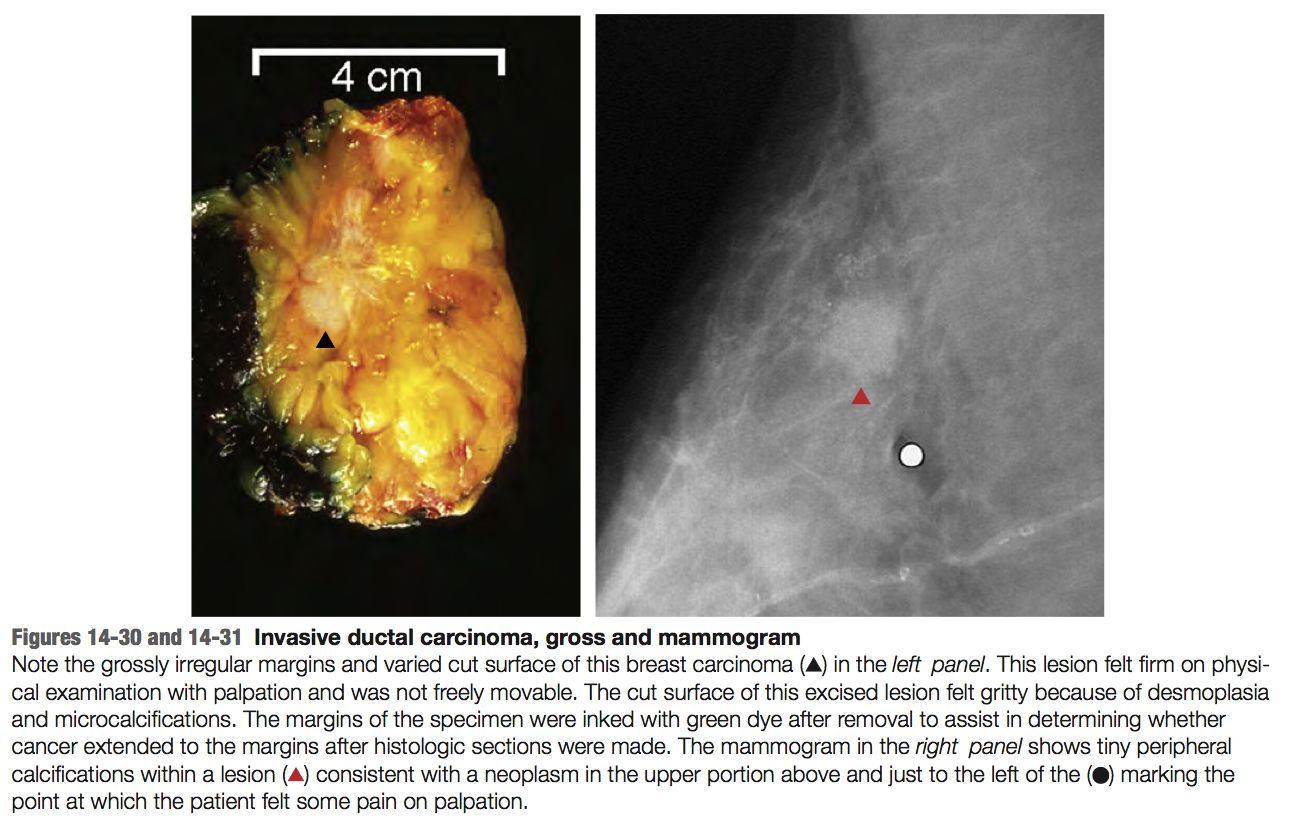 4 cm
Figures 14-30 and 14-31 Invasive ductal carcinoma, gross and mammogram
Note the grossly irregular margins and varied cut surface of this breast carcinoma (▲) in the left panel. This lesion felt firm on physi-
cal examination with palpation and was not freely movable. The cut surface of this excised lesion felt gritty because of desmoplasia
and microcalcifications. The margins of the specimen were inked with green dye after removal to assist in determining whether
cancer extended to the margins after histologic sections were made. The mammogram in the right panel shows tiny peripheral
calcifications within a lesion (▲) consistent with a neoplasm in the upper portion above and just to the left of the (●) marking the
point at which the patient felt some pain on palpation.